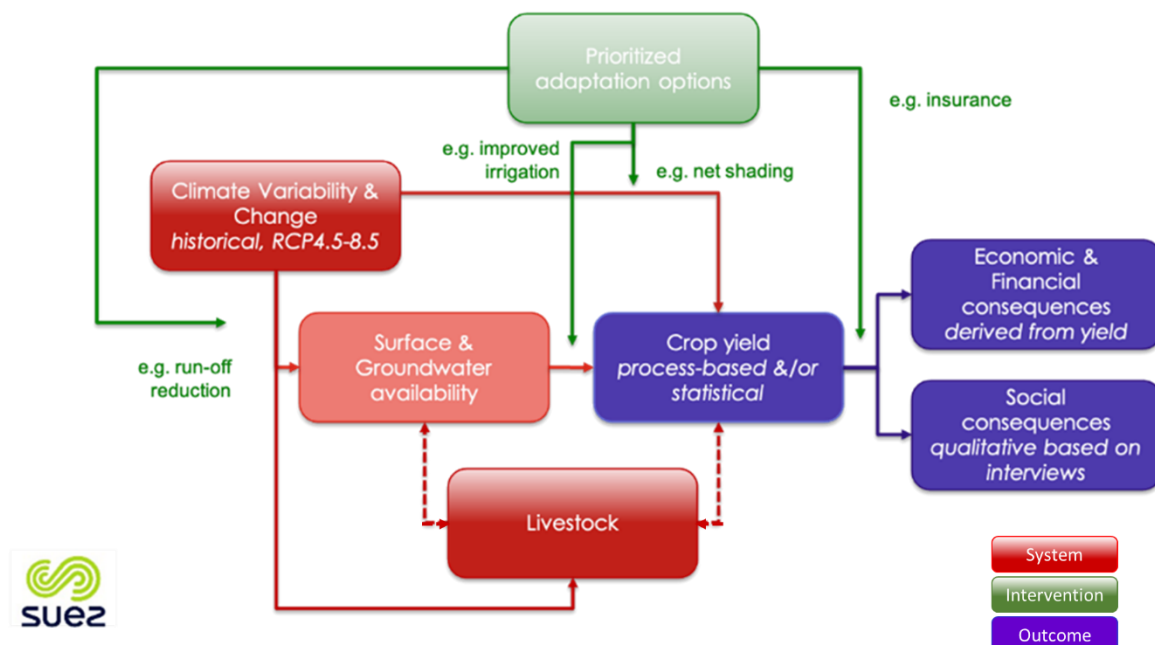 Prioritized
adaptation options
e.g. insurance
e.g. improved
irrigation
e.g. net shading
Climate Variability &
Change
historical, RCP4.5-8.5
Economic &
Financial
consequences
derived from yield
Surface &
Groundwater
availability
Crop yield
process-based &/or
statistical
e.g. run-off
reduction
Social
consequences
qualitative based on
interviews
Livestock
suez
System
Intervention
Outcome